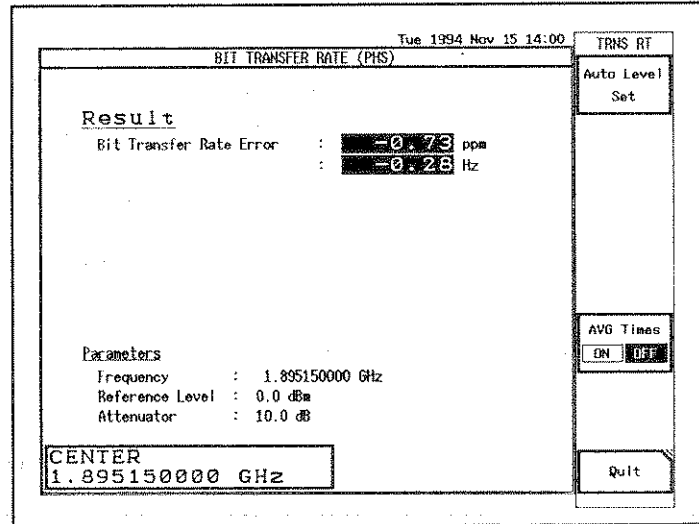 Tue 1994 Nov 15 14:00
BIT TRANSFER RATE (PHS)
Result
Bit Transfer Rate Error : -0.73 ppm
: -0.28 Hz
Parameters
Frequency : 1.895150000 GHz
Reference Level : 0.0 dBm
Attenuator : 10.0 dB
CENTER
1.895150000 GHz
TRNS RT
Auto Level
Set
AVG Times
ON OFF
Quit